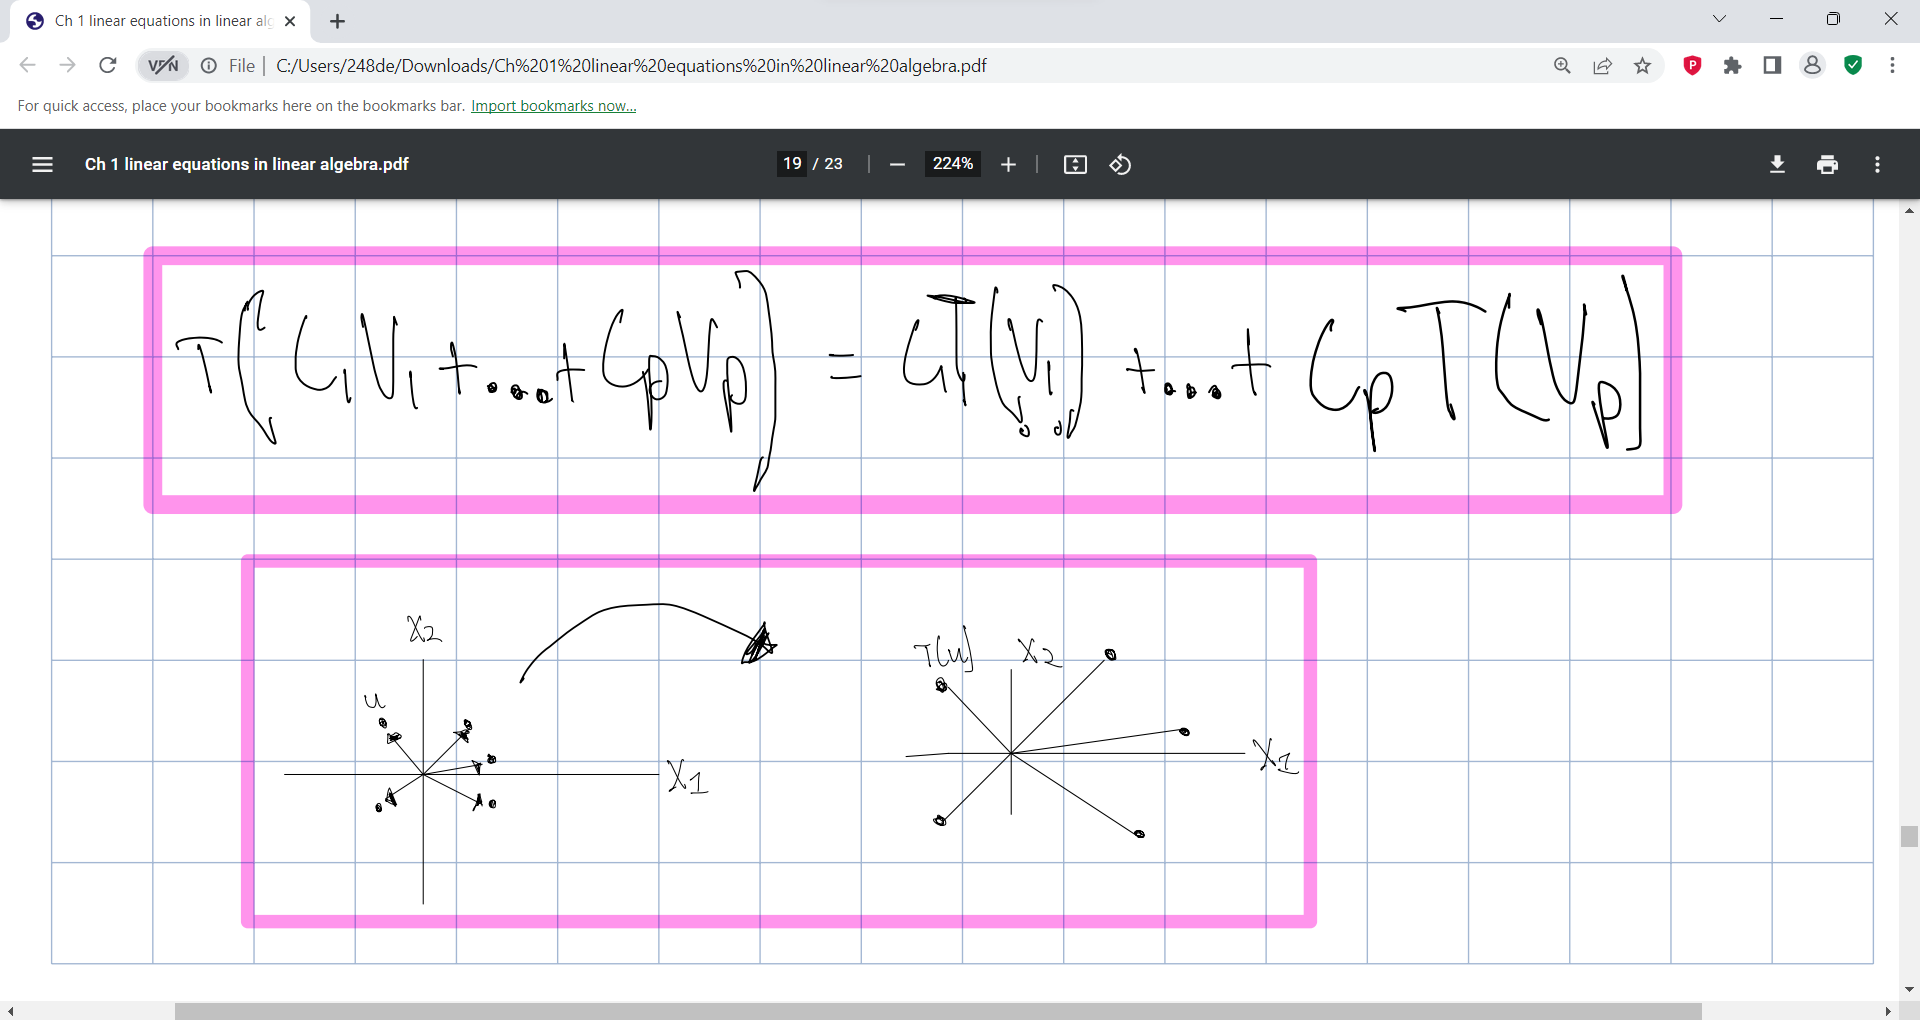 Ch 1 linear equations in linear alg
VPN File C:/Users/248de/Downloads/Ch%201%20linear%20equations%20in%20linear%20algebra.pdf
For quick access, place your bookmarks here on the bookmarks bar. Import bookmarks now...
Ch 1 linear equations in linear algebra.pdf 19 / 23 − 224% +
T(C₁V₁ + ... + CpVp) = C₁T(V₁) + ... + CpT(Vp)
X2
T(u) X2
u
X1
X1